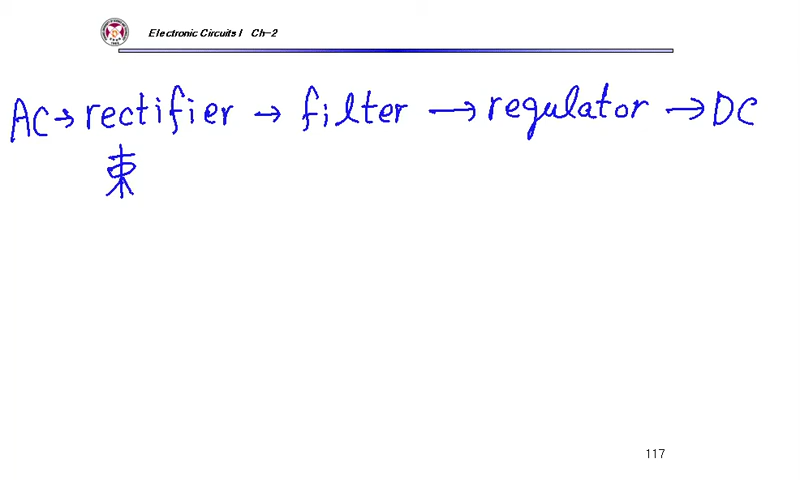 Electronic Circuits I Ch-2
AC → rectifier → filter → regulator → DC
束
117